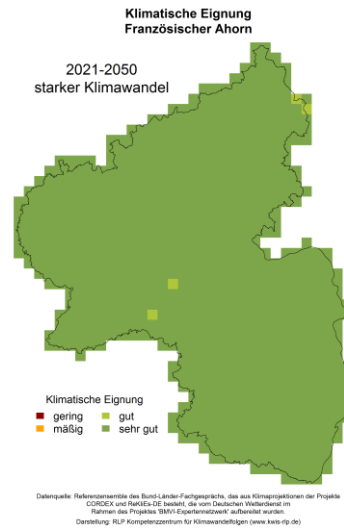 Klimatische Eignung
Französischer Ahorn
2021-2050
starker Klimawandel
Klimatische Eignung
gering
gut
mäßig
sehr gut
Datenquelle: Referenzensemble des Bund-Länder-Fachgesprächs, das aus Klimaprojektionen der Projekte
CORDEX und ReKliEs-DE besteht, die vom Deutschen Wetterdienst im
Rahmen des Projektes 'BMVI-Expertennetzwerk' aufbereitet wurden.
Darstellung: RLP Kompetenzzentrum für Klimawandelfolgen (www.kwis-rlp.de)